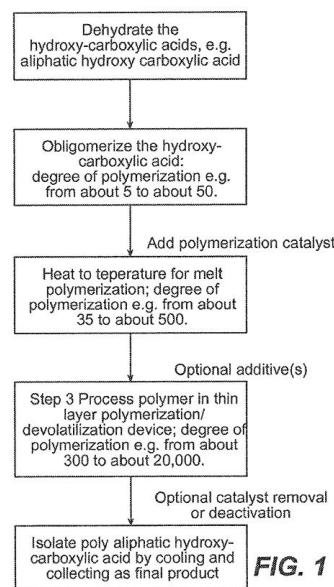 Dehydrate the
hydroxy-carboxylic acids, e.g.
aliphatic hydroxy carboxylic acid
Obligomerize the hydroxy-
carboxylic acid:
degree of polymerization e.g.
from about 5 to about 50.
Add polymerization catalyst
Heat to teperature for melt
polymerization; degree of
polymerization e.g. from about
35 to about 500.
Optional additive(s)
Step 3 Process polymer in thin
layer polymerization/
devolatilization device; degree of
polymerization e.g. from about
300 to about 20,000.
Optional catalyst removal
or deactivation
Isolate poly aliphatic hydroxy-
carboxylic acid by cooling and
collecting as final product
FIG. 1